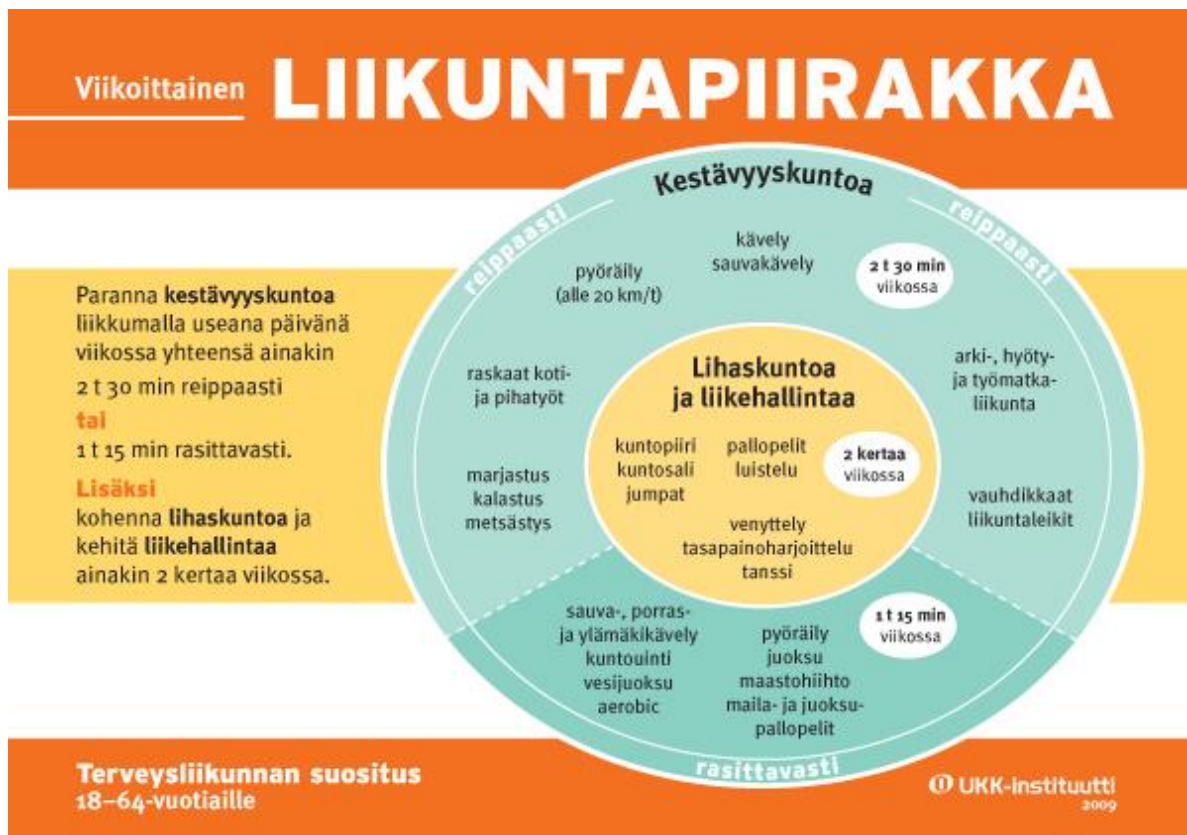 Viikoittainen LIIKUNTAPIIRAKKA
Paranna kestävyyskuntoa
liikkumalla useana päivänä
viikossa yhteensä ainakin
2 t 30 min reippaasti
tai
1 t 15 min rasittavasti.
Lisäksi
kohenna lihaskuntoa ja
kehitä liikehallintaa
ainakin 2 kertaa viikossa.
Kestävyyskuntoa
reippaasti
reippaasti
kävely
sauvakävely
2 t 30 min
viikossa
pyöräily
(alle 20 km/t)
raskaat koti-
ja pihatyöt
marjastus
kalastus
metsästys
arki-, hyöty-
ja työmatka-
liikunta
vauhdikkaat
liikuntaleikit
Lihaskuntoa
ja liikehallintaa
kuntopiiri
kuntosali
jumpat
pallopelit
luistelu
2 kertaa
viikossa
venyttely
tasapainoharjoittelu
tanssi
sauva-, porras-
ja ylämäkikävely
kuntouinti
vesijuoksu
aerobic
pyöräily
juoksu
maastohiihto
maila- ja juoksu-
pallopelit
1 t 15 min
viikossa
rasittavasti
Terveysliikunnan suositus
18–64-vuotiaille
UKK-instituutti
2009